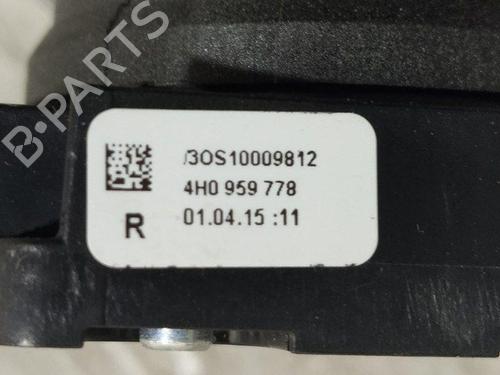 B-PARTS
/3OS10009812
4H0 959 778
R 01.04.15 :11